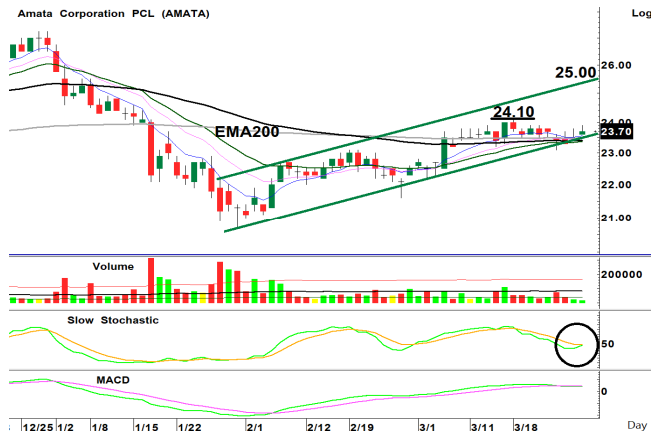 Amata Corporation PCL (AMATA)
Log
26.00
25.00
24.10
24.00
EMA200
23.70
23.00
22.00
21.00
Volume
200000
Slow Stochastic
50
MACD
0
12/25 1/2 1/8 1/15 1/22 2/1 2/12 2/19 3/1 3/11 3/18 Day